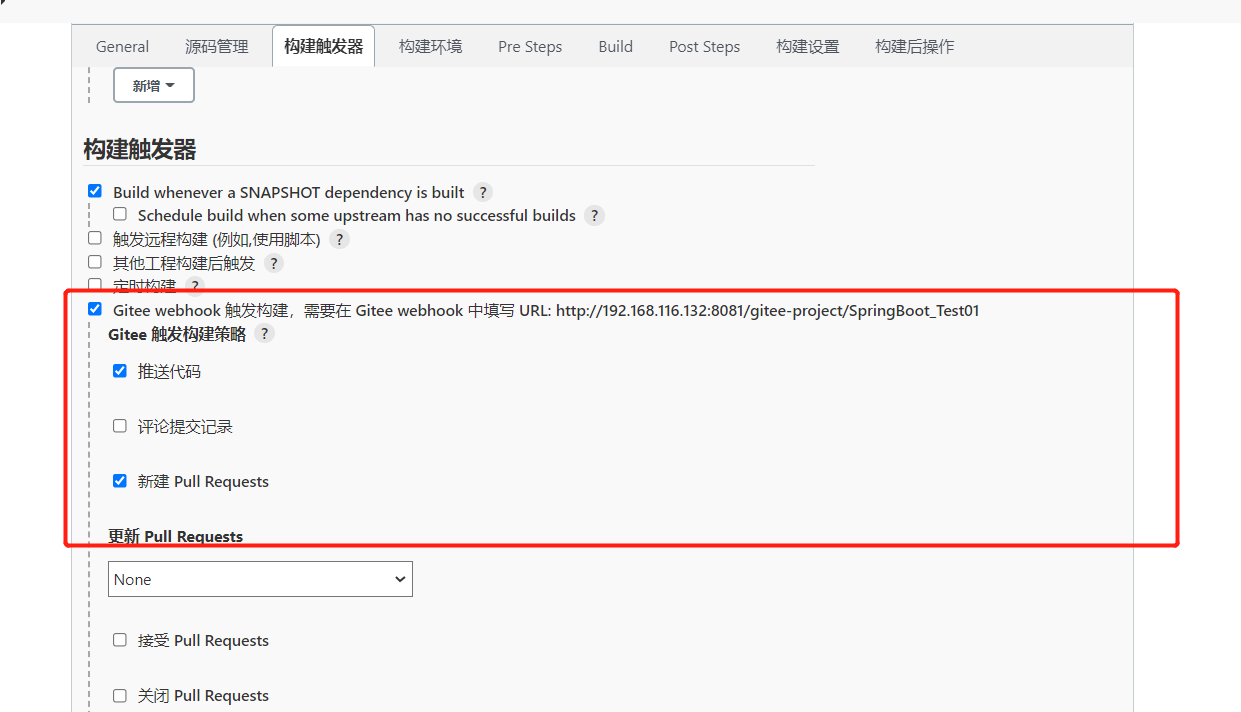 General 源码管理 构建触发器 构建环境 Pre Steps Build Post Steps 构建设置 构建后操作
新增
构建触发器
Build whenever a SNAPSHOT dependency is built ?
Schedule build when some upstream has no successful builds ?
触发远程构建 (例如,使用脚本) ?
其他工程构建后触发 ?
定时构建 ?
Gitee webhook 触发构建，需要在 Gitee webhook 中填写 URL: http://192.168.116.132:8081/gitee-project/SpringBoot_Test01
Gitee 触发构建策略 ?
推送代码
评论提交记录
新建 Pull Requests
更新 Pull Requests
None
接受 Pull Requests
关闭 Pull Requests